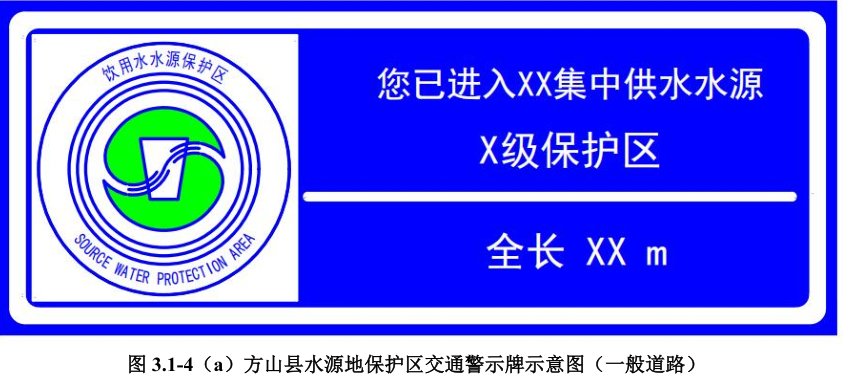 饮用水水源保护区
SOURCE WATER PROTECTION AREA
您已进入XX集中供水水源
X级保护区
全长 XX m
图 3.1-4（a）方山县水源地保护区交通警示牌示意图（一般道路）